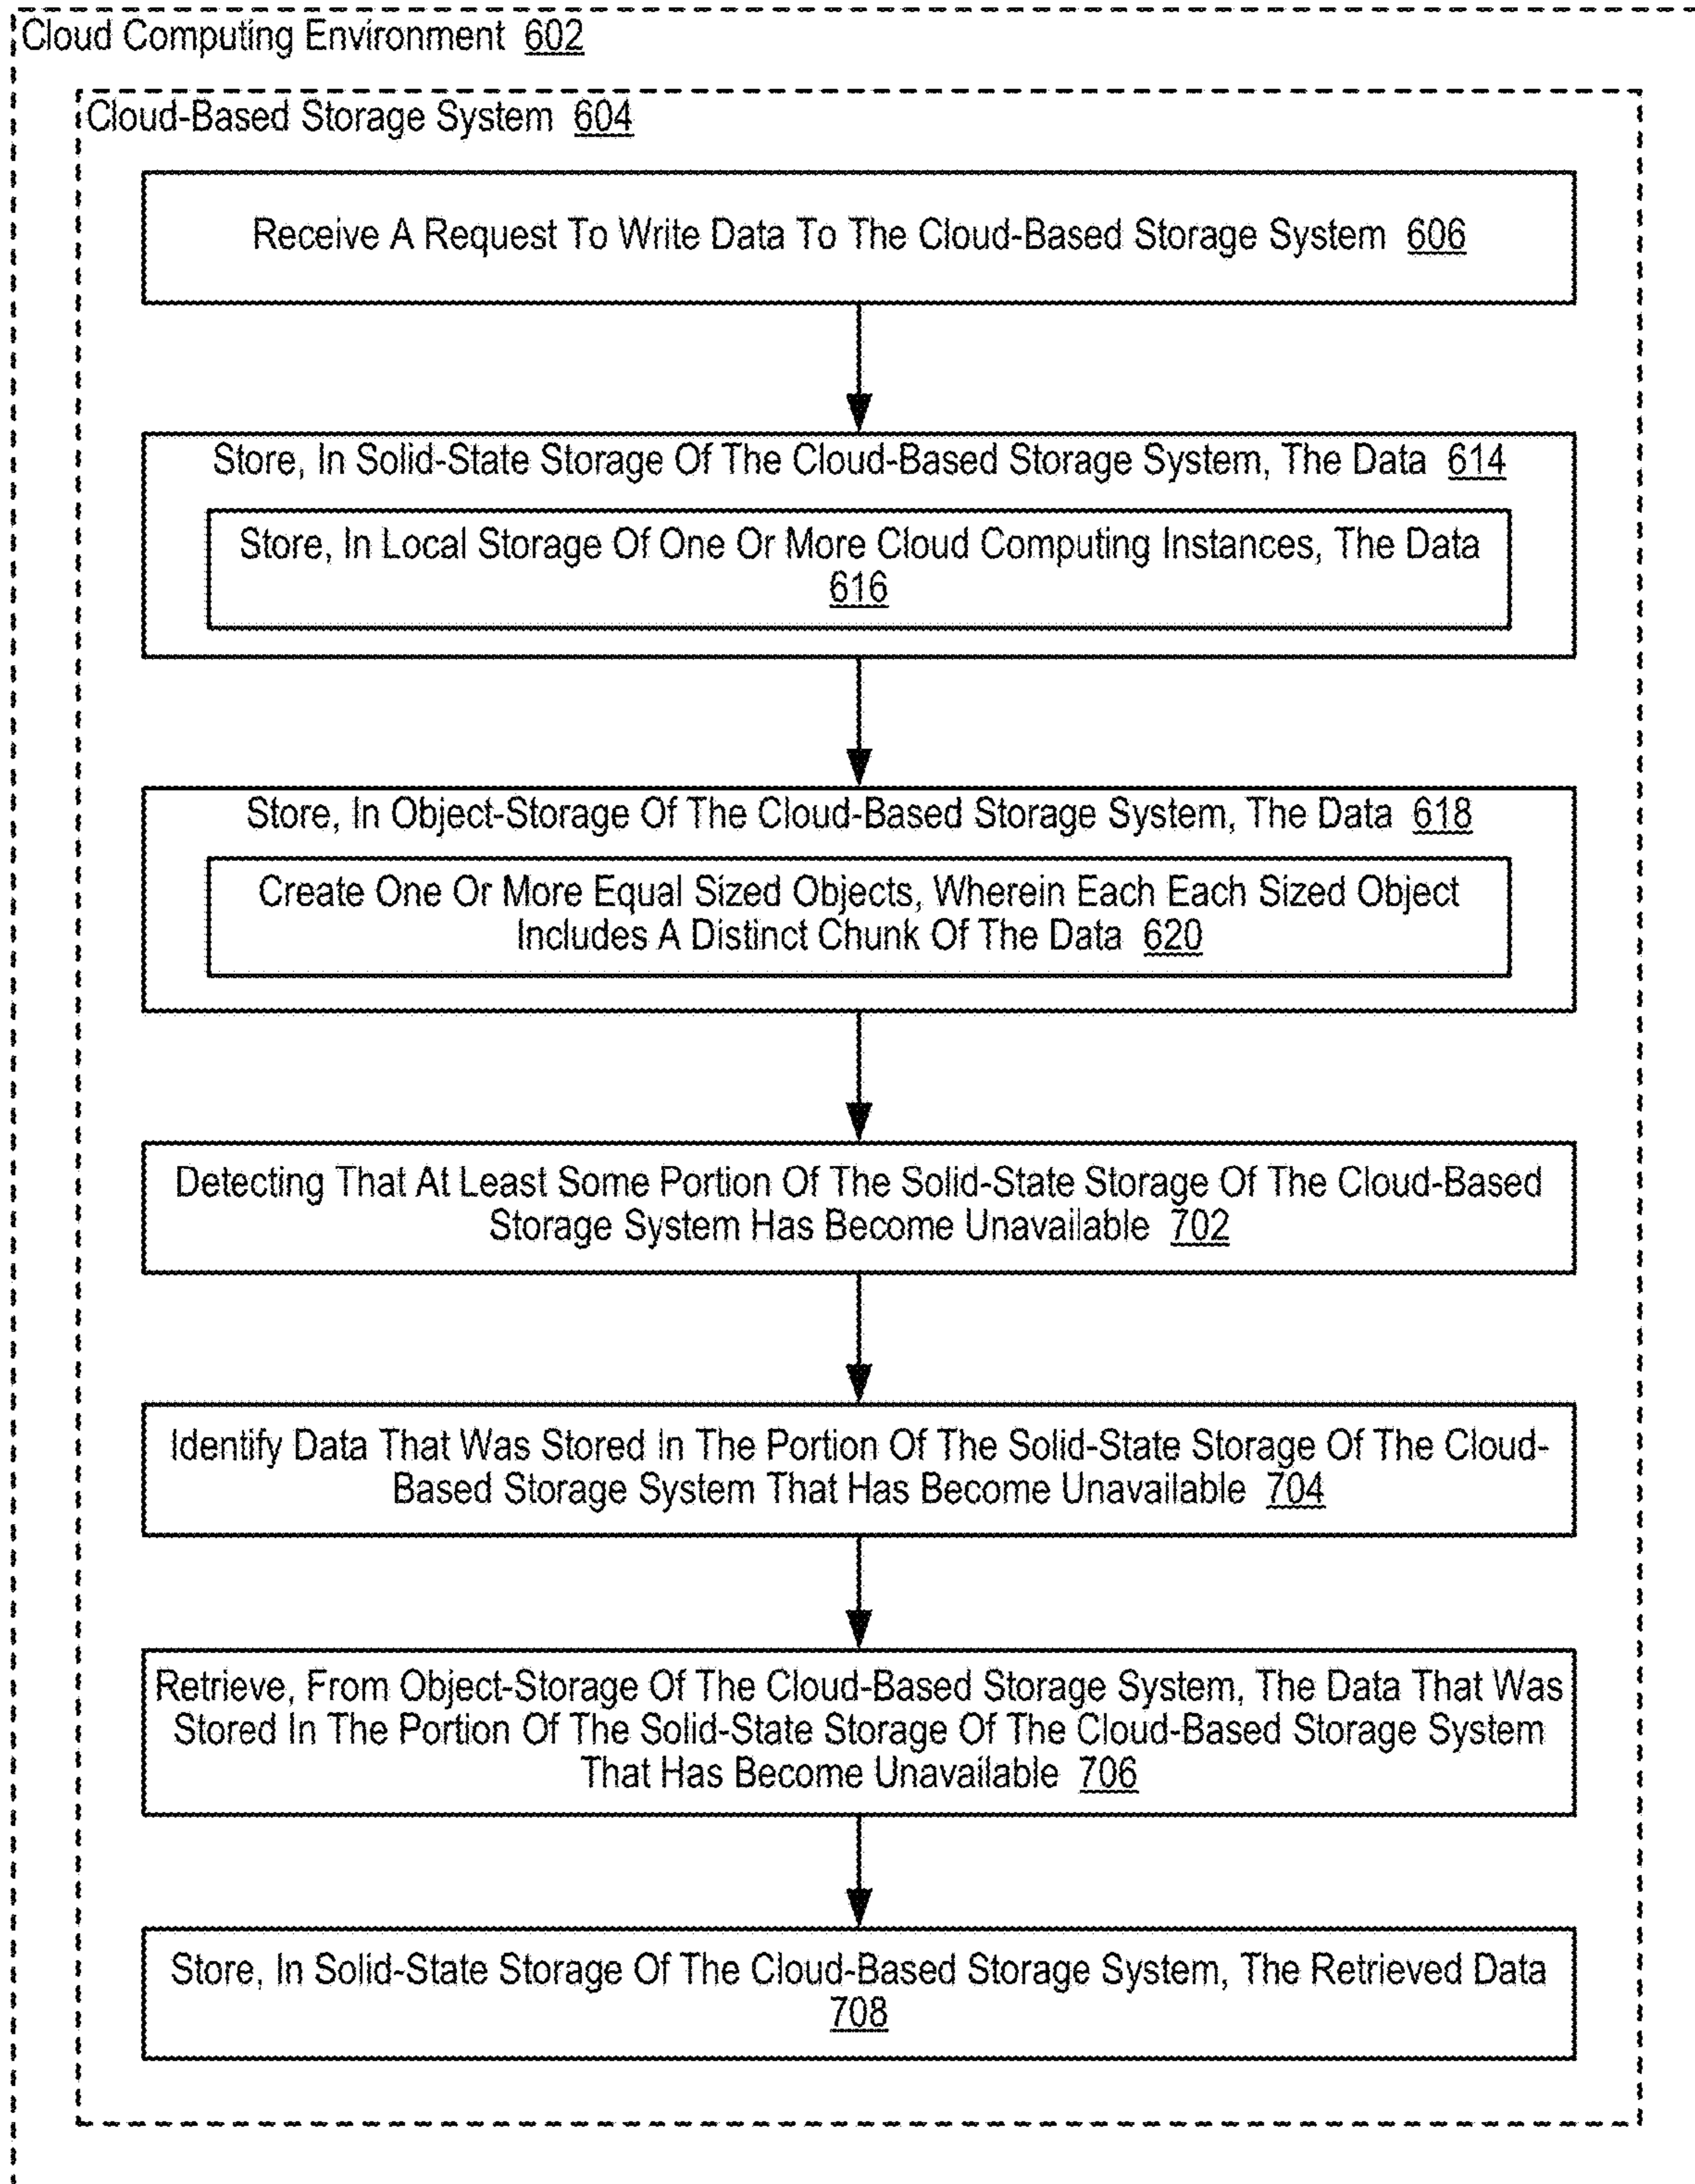 Cloud Computing Environment 602
Cloud-Based Storage System 604
Receive A Request To Write Data To The Cloud-Based Storage System 606
Store, In Solid-State Storage Of The Cloud-Based Storage System, The Data 614
Store, In Local Storage Of One Or More Cloud Computing Instances, The Data
616
Store, In Object-Storage Of The Cloud-Based Storage System, The Data 618
Create One Or More Equal Sized Objects, Wherein Each Each Sized Object
Includes A Distinct Chunk Of The Data 620
Detecting That At Least Some Portion Of The Solid-State Storage Of The Cloud-Based
Storage System Has Become Unavailable 702
Identify Data That Was Stored In The Portion Of The Solid-State Storage Of The Cloud-
Based Storage System That Has Become Unavailable 704
Retrieve, From Object-Storage Of The Cloud-Based Storage System, The Data That Was
Stored In The Portion Of The Solid-State Storage Of The Cloud-Based Storage System
That Has Become Unavailable 706
Store, In Solid-State Storage Of The Cloud-Based Storage System, The Retrieved Data
708